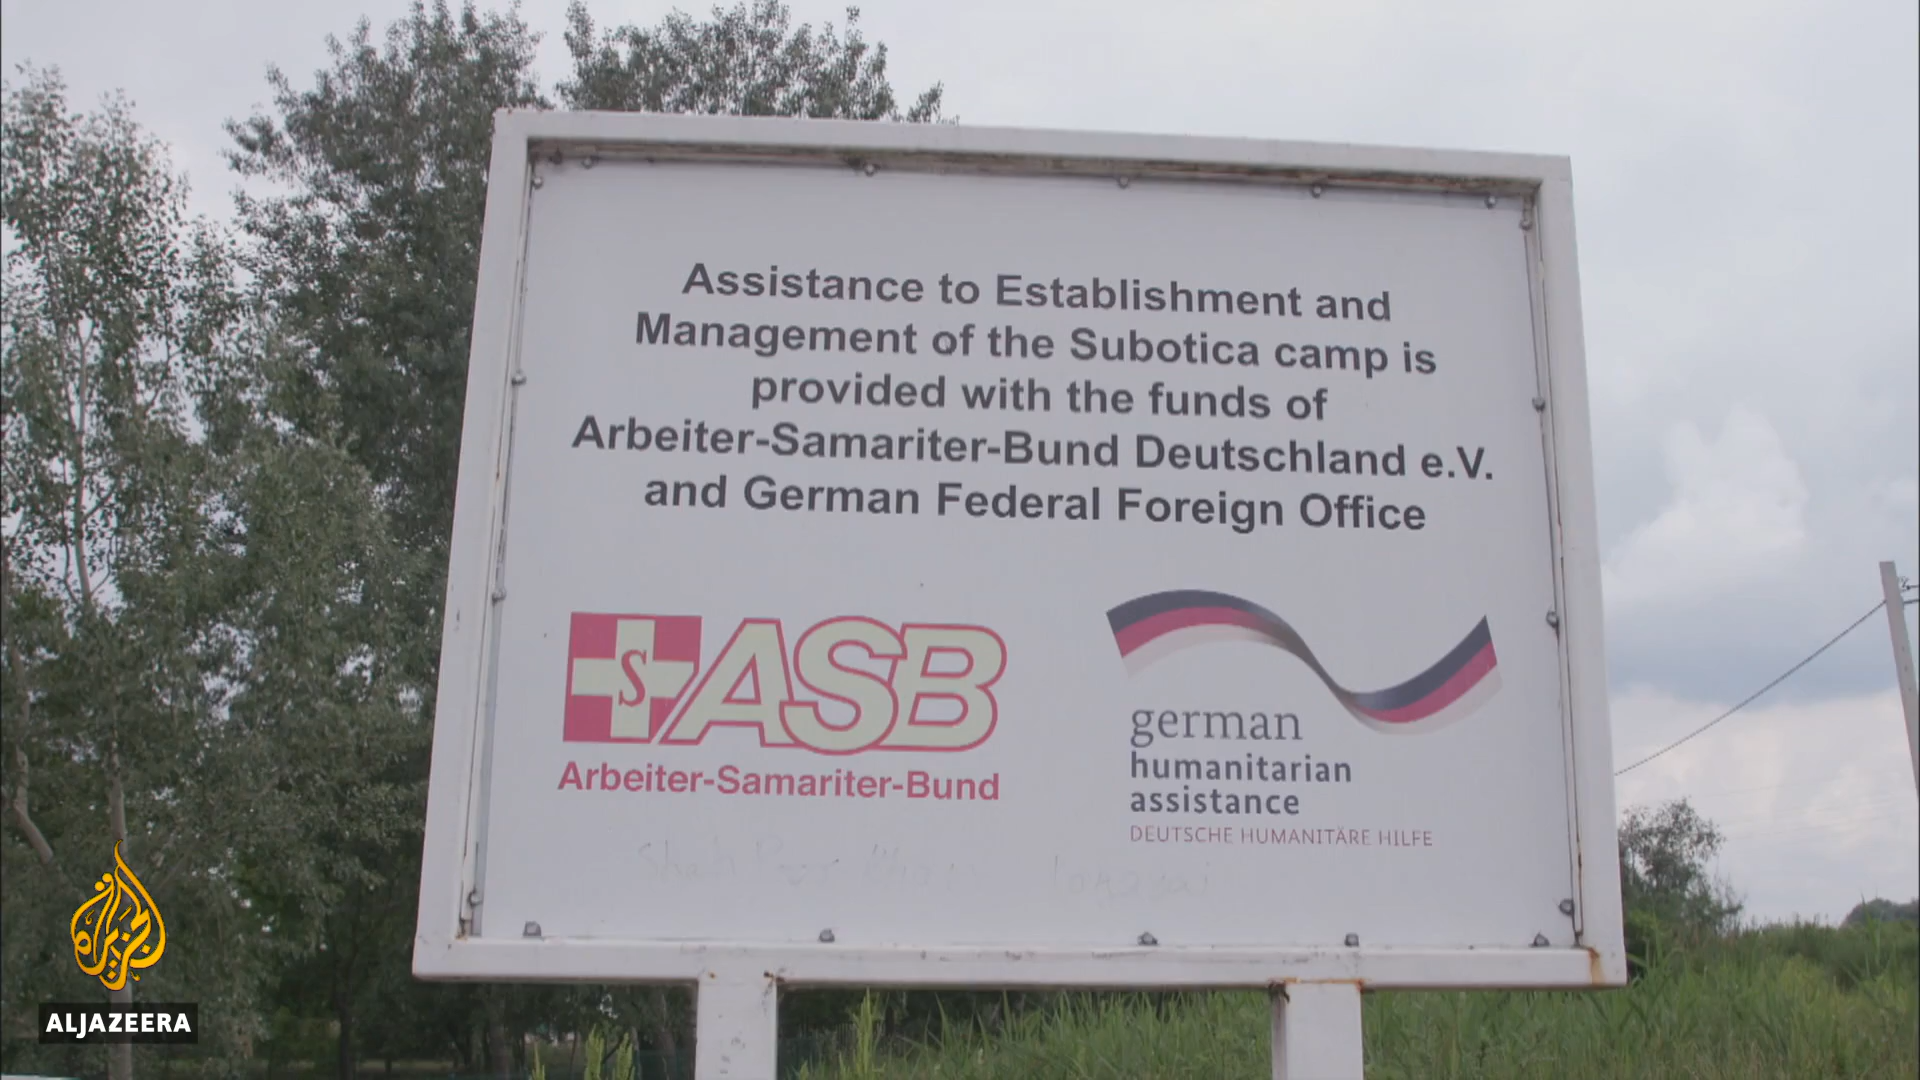 Assistance to Establishment and
Management of the Subotica camp is
provided with the funds of
Arbeiter-Samariter-Bund Deutschland e.V.
and German Federal Foreign Office
S ASB
Arbeiter-Samariter-Bund
german
humanitarian
assistance
DEUTSCHE HUMANITÄRE HILFE
الجزيرة
ALJAZEERA